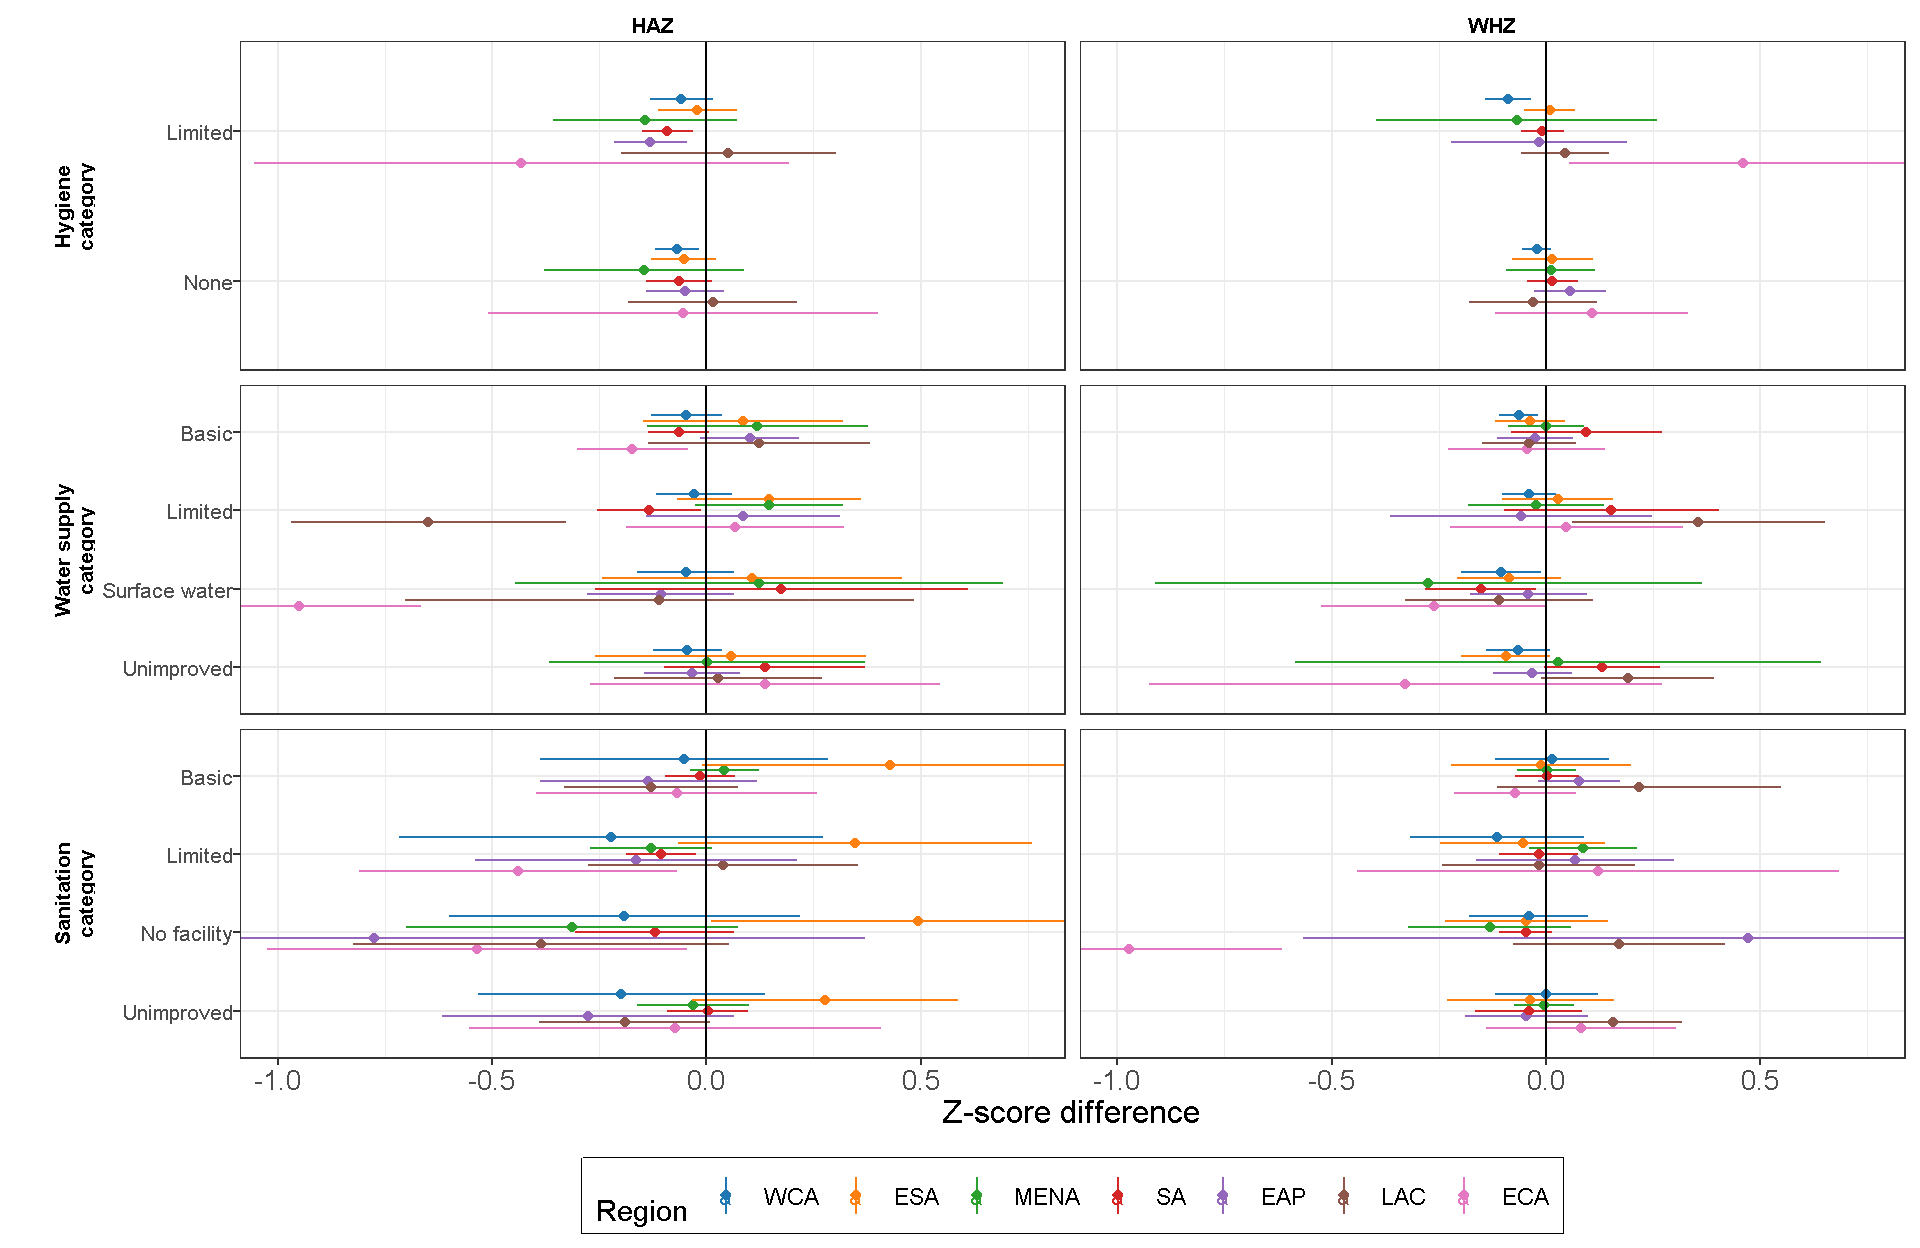 HAZ
WHZ
Hygiene
category
Limited
None
Water supply
category
Basic
Limited
Surface water
Unimproved
Sanitation
category
Basic
Limited
No facility
Unimproved
-1.0 -0.5 0.0 0.5 -1.0 -0.5 0.0 0.5
Z-score difference
Region a WCA a ESA a MENA a SA a EAP a LAC a ECA